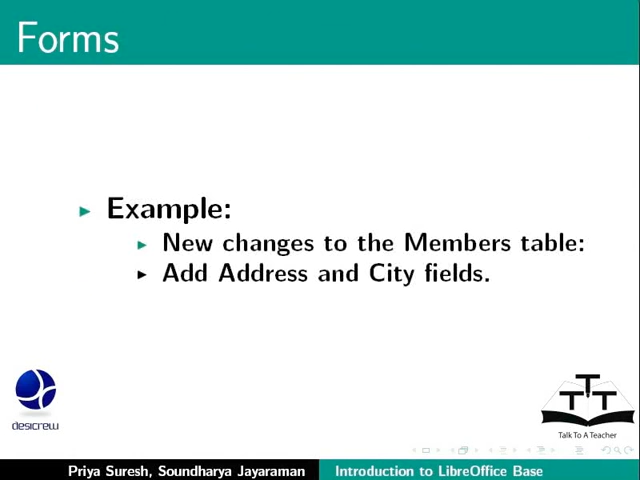 Forms
Example:
New changes to the Members table:
Add Address and City fields.
desicrew
TTT
Talk To A Teacher
Priya Suresh, Soundharya Jayaraman
Introduction to LibreOffice Base